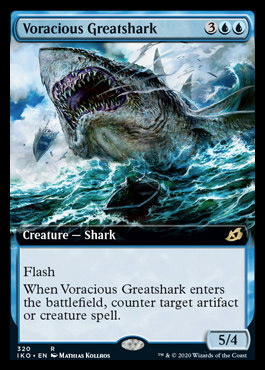 Voracious Greatshark 3
Creature — Shark
Flash
When Voracious Greatshark enters
the battlefield, counter target artifact
or creature spell.
5/4
320 R
IKO • EN Mathias Kollros ™ & © 2020 Wizards of the Coast